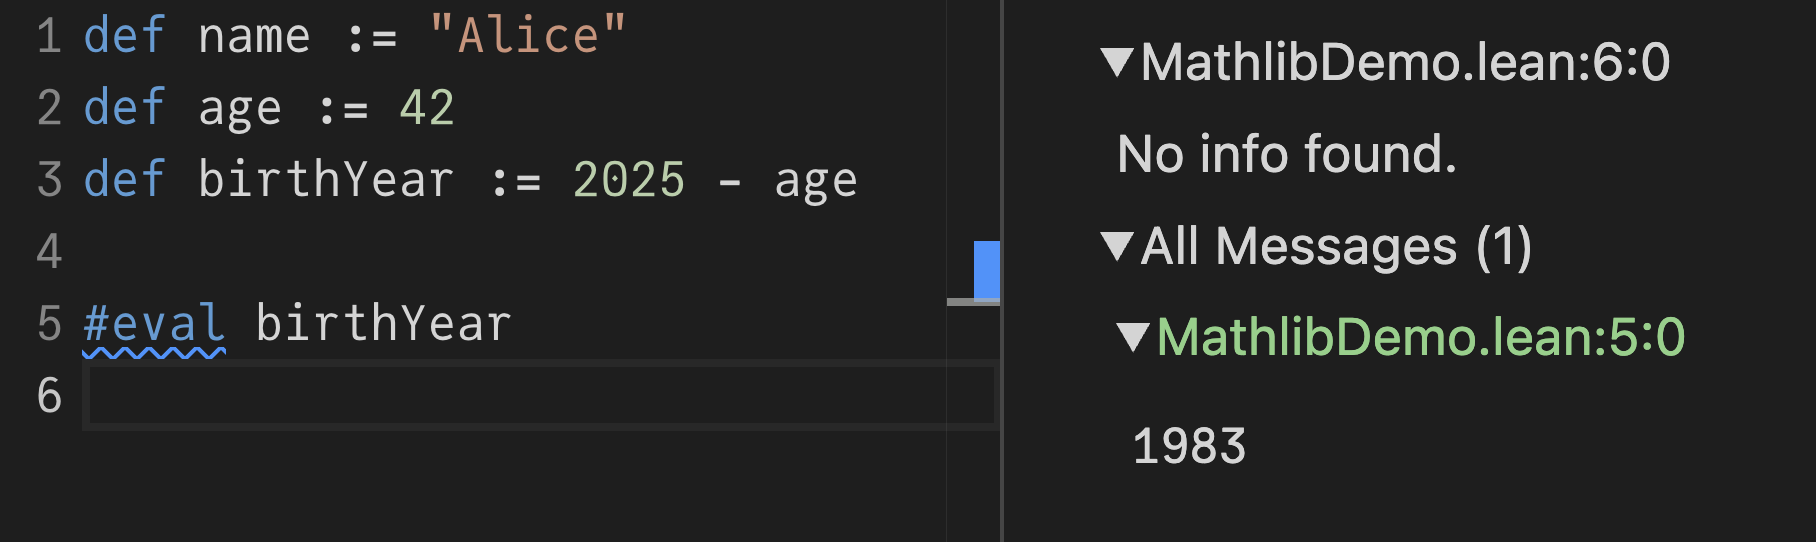 1 def name := "Alice"
2 def age := 42
3 def birthYear := 2025 - age
4
5 #eval birthYear
6
▼MathlibDemo.lean:6:0
No info found.
▼All Messages (1)
▼MathlibDemo.lean:5:0
1983